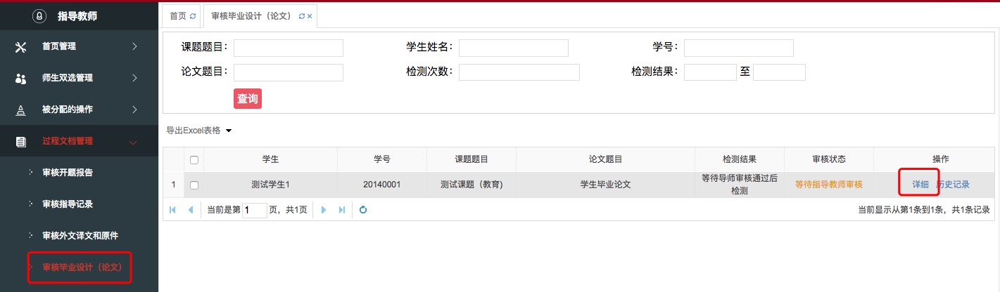 指导教师
首页管理
师生双选管理
被分配的操作
过程文档管理
审核开题报告
审核指导记录
审核外文译文和原件
审核毕业设计（论文）
首页 审核毕业设计（论文）
课题题目： 学生姓名： 学号：
论文题目： 检测次数： 检测结果： 至
查询
导出Excel表格
学生 学号 课题题目 论文题目 检测结果 审核状态 操作
1 测试学生1 20140001 测试课题（教育) 学生毕业论文 等待导师审核通过后 等待指导教师审核 详细 历史记录
检测
当前是第 1 页，共1页 当前显示从第1条到1条，共1条记录